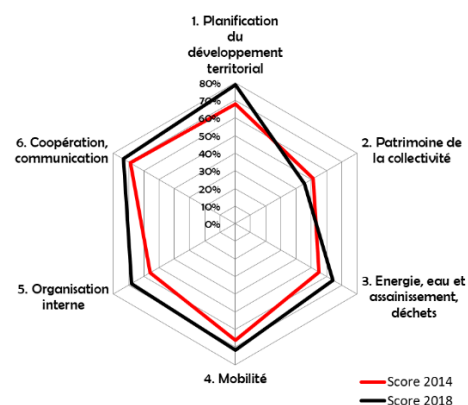 1. Planification
du
développement
territorial
80%
70%
60%
50%
40%
30%
20%
10%
0%
2. Patrimoine de
la collectivité
3. Energie, eau et
assainissement,
déchets
4. Mobilité
5. Organisation
interne
6. Coopération,
communication
Score 2014
Score 2018